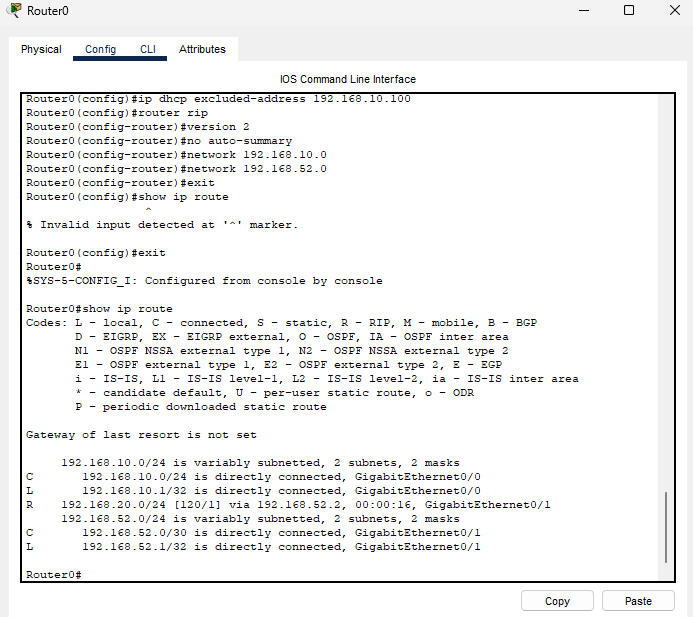 Router0
Physical Config CLI Attributes
IOS Command Line Interface
Router0(config)#ip dhcp excluded-address 192.168.10.100
Router0(config)#router rip
Router0(config-router)#version 2
Router0(config-router)#no auto-summary
Router0(config-router)#network 192.168.10.0
Router0(config-router)#network 192.168.52.0
Router0(config-router)#exit
Router0(config)#show ip route
^
% Invalid input detected at '^' marker.
Router0(config)#exit
Router0#
%SYS-5-CONFIG_I: Configured from console by console
Router0#show ip route
Codes: L - local, C - connected, S - static, R - RIP, M - mobile, B - BGP
D - EIGRP, EX - EIGRP external, O - OSPF, IA - OSPF inter area
N1 - OSPF NSSA external type 1, N2 - OSPF NSSA external type 2
E1 - OSPF external type 1, E2 - OSPF external type 2, E - EGP
i - IS-IS, L1 - IS-IS level-1, L2 - IS-IS level-2, ia - IS-IS inter area
* - candidate default, U - per-user static route, o - ODR
P - periodic downloaded static route
Gateway of last resort is not set
192.168.10.0/24 is variably subnetted, 2 subnets, 2 masks
C 192.168.10.0/24 is directly connected, GigabitEthernet0/0
L 192.168.10.1/32 is directly connected, GigabitEthernet0/0
R 192.168.20.0/24 [120/1] via 192.168.52.2, 00:00:16, GigabitEthernet0/1
192.168.52.0/24 is variably subnetted, 2 subnets, 2 masks
C 192.168.52.0/30 is directly connected, GigabitEthernet0/1
L 192.168.52.1/32 is directly connected, GigabitEthernet0/1
Router0#
Copy Paste